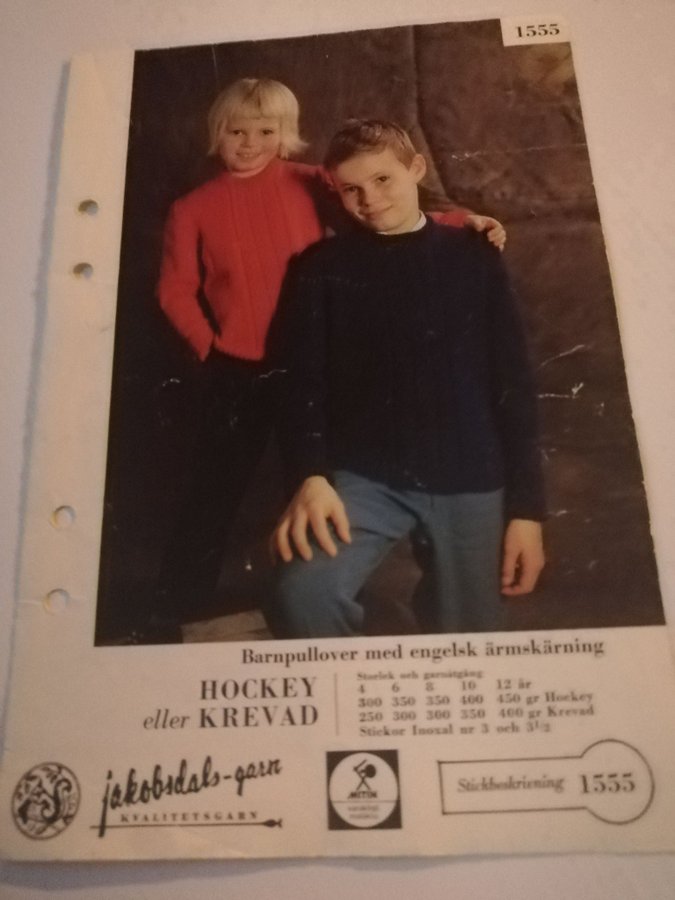 1555
Barnpullover med engelsk ärmskärning
HOCKEY
eller KREVAD
Storlek och garnåtgång
4 6 8 10 12 år
300 350 350 400 450 gr Hockey
250 300 300 350 400 gr Krevad
Stickor Inoxal nr 3 och 3½
jakobsdals-garn
KVALITETSGARN
MITIN
Stickbeskrivning 1555